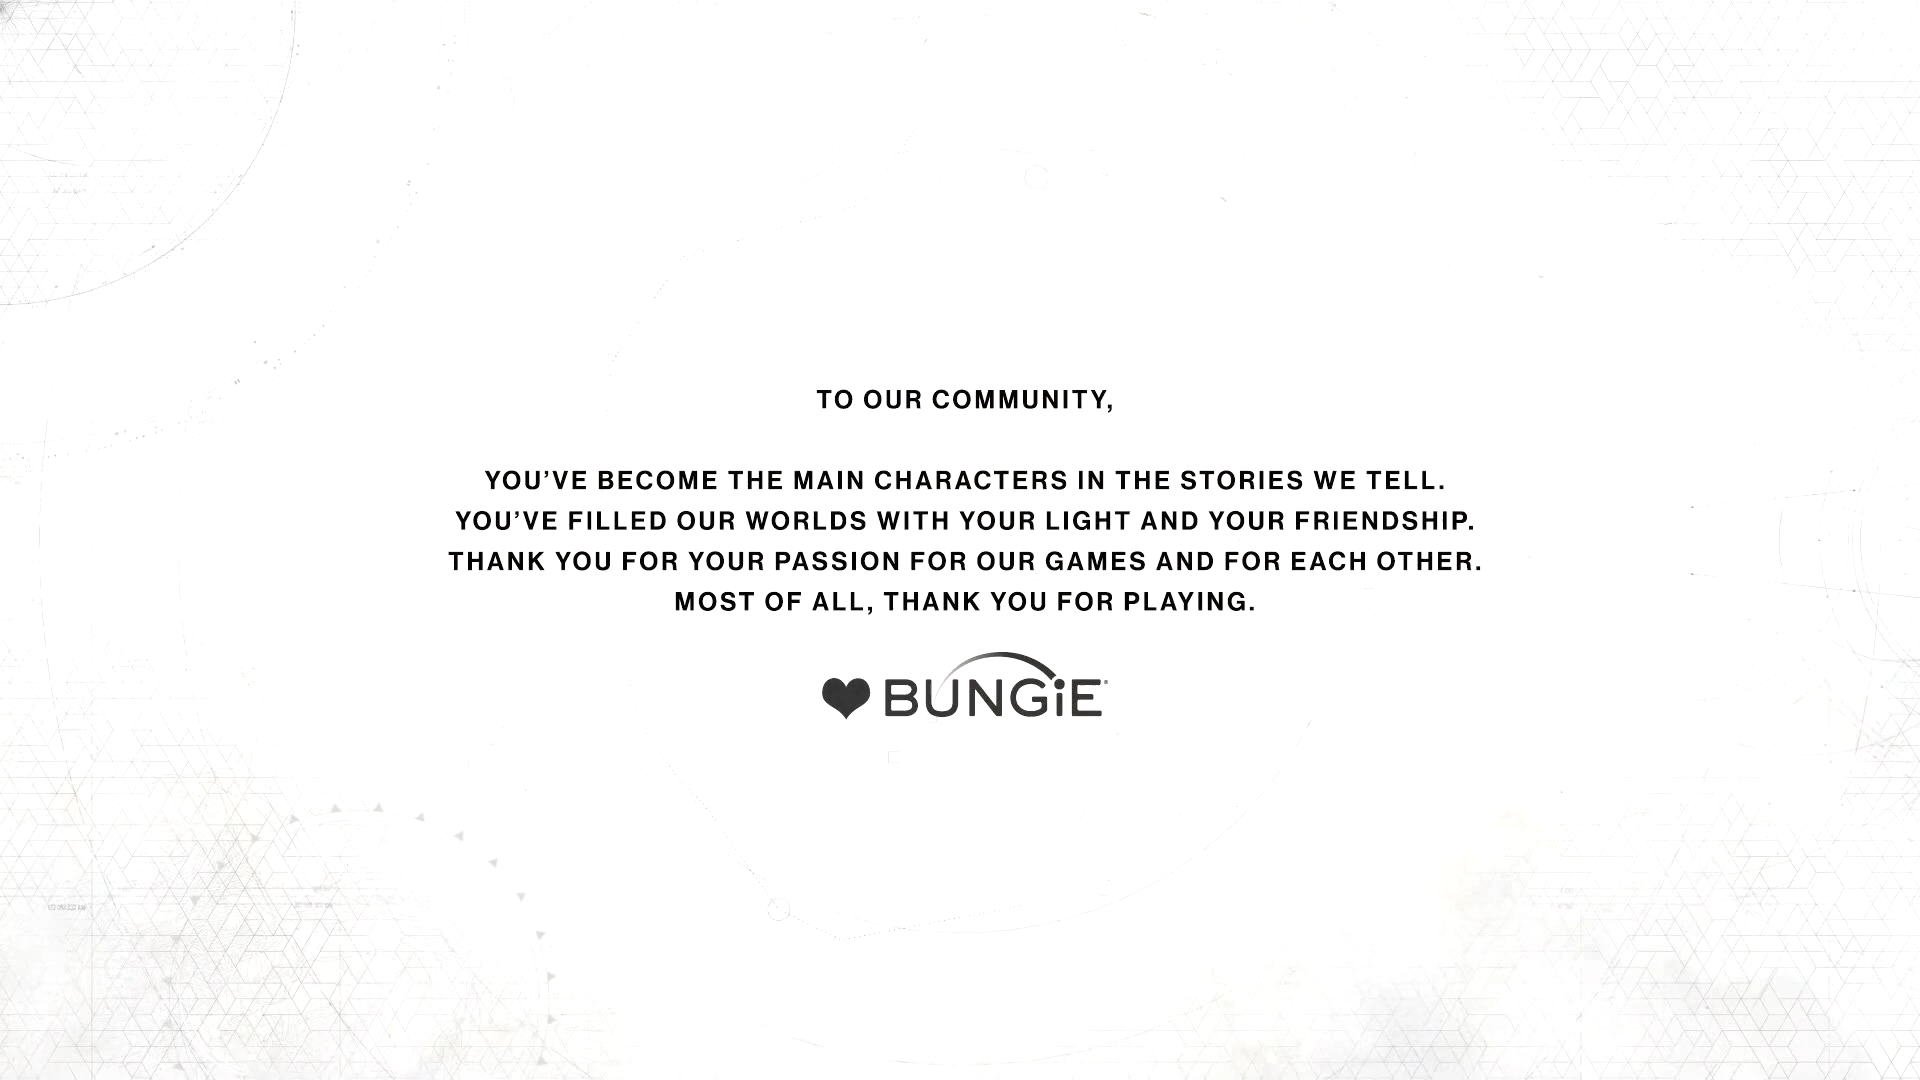 TO OUR COMMUNITY,
YOU’VE BECOME THE MAIN CHARACTERS IN THE STORIES WE TELL.
YOU’VE FILLED OUR WORLDS WITH YOUR LIGHT AND YOUR FRIENDSHIP.
THANK YOU FOR YOUR PASSION FOR OUR GAMES AND FOR EACH OTHER.
MOST OF ALL, THANK YOU FOR PLAYING.
BUNGiE